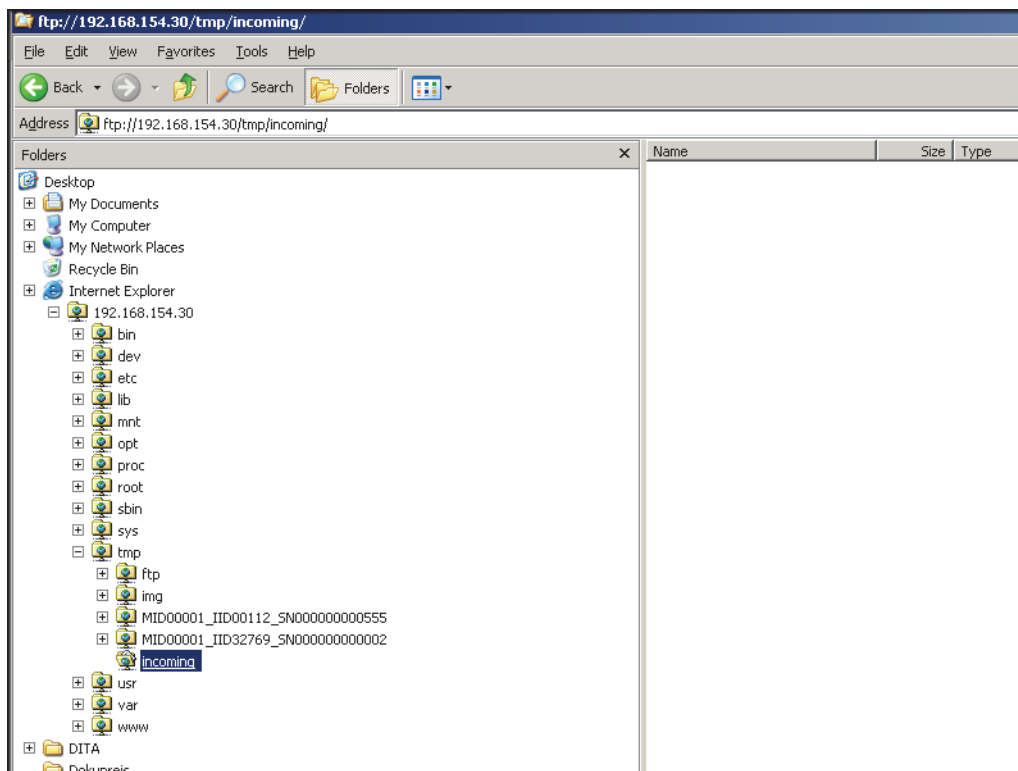 ftp://192.168.154.30/tmp/incoming/
File Edit View Favorites Tools Help
Back Search Folders
Address ftp://192.168.154.30/tmp/incoming/
Folders x Name Size Type
Desktop
My Documents
My Computer
My Network Places
Recycle Bin
Internet Explorer
192.168.154.30
bin
dev
etc
lib
mnt
opt
proc
root
sbin
sys
tmp
ftp
img
MID00001_IID00112_SN000000000555
MID00001_IID32769_SN000000000002
incoming
usr
var
www
DITA
Dokupreis